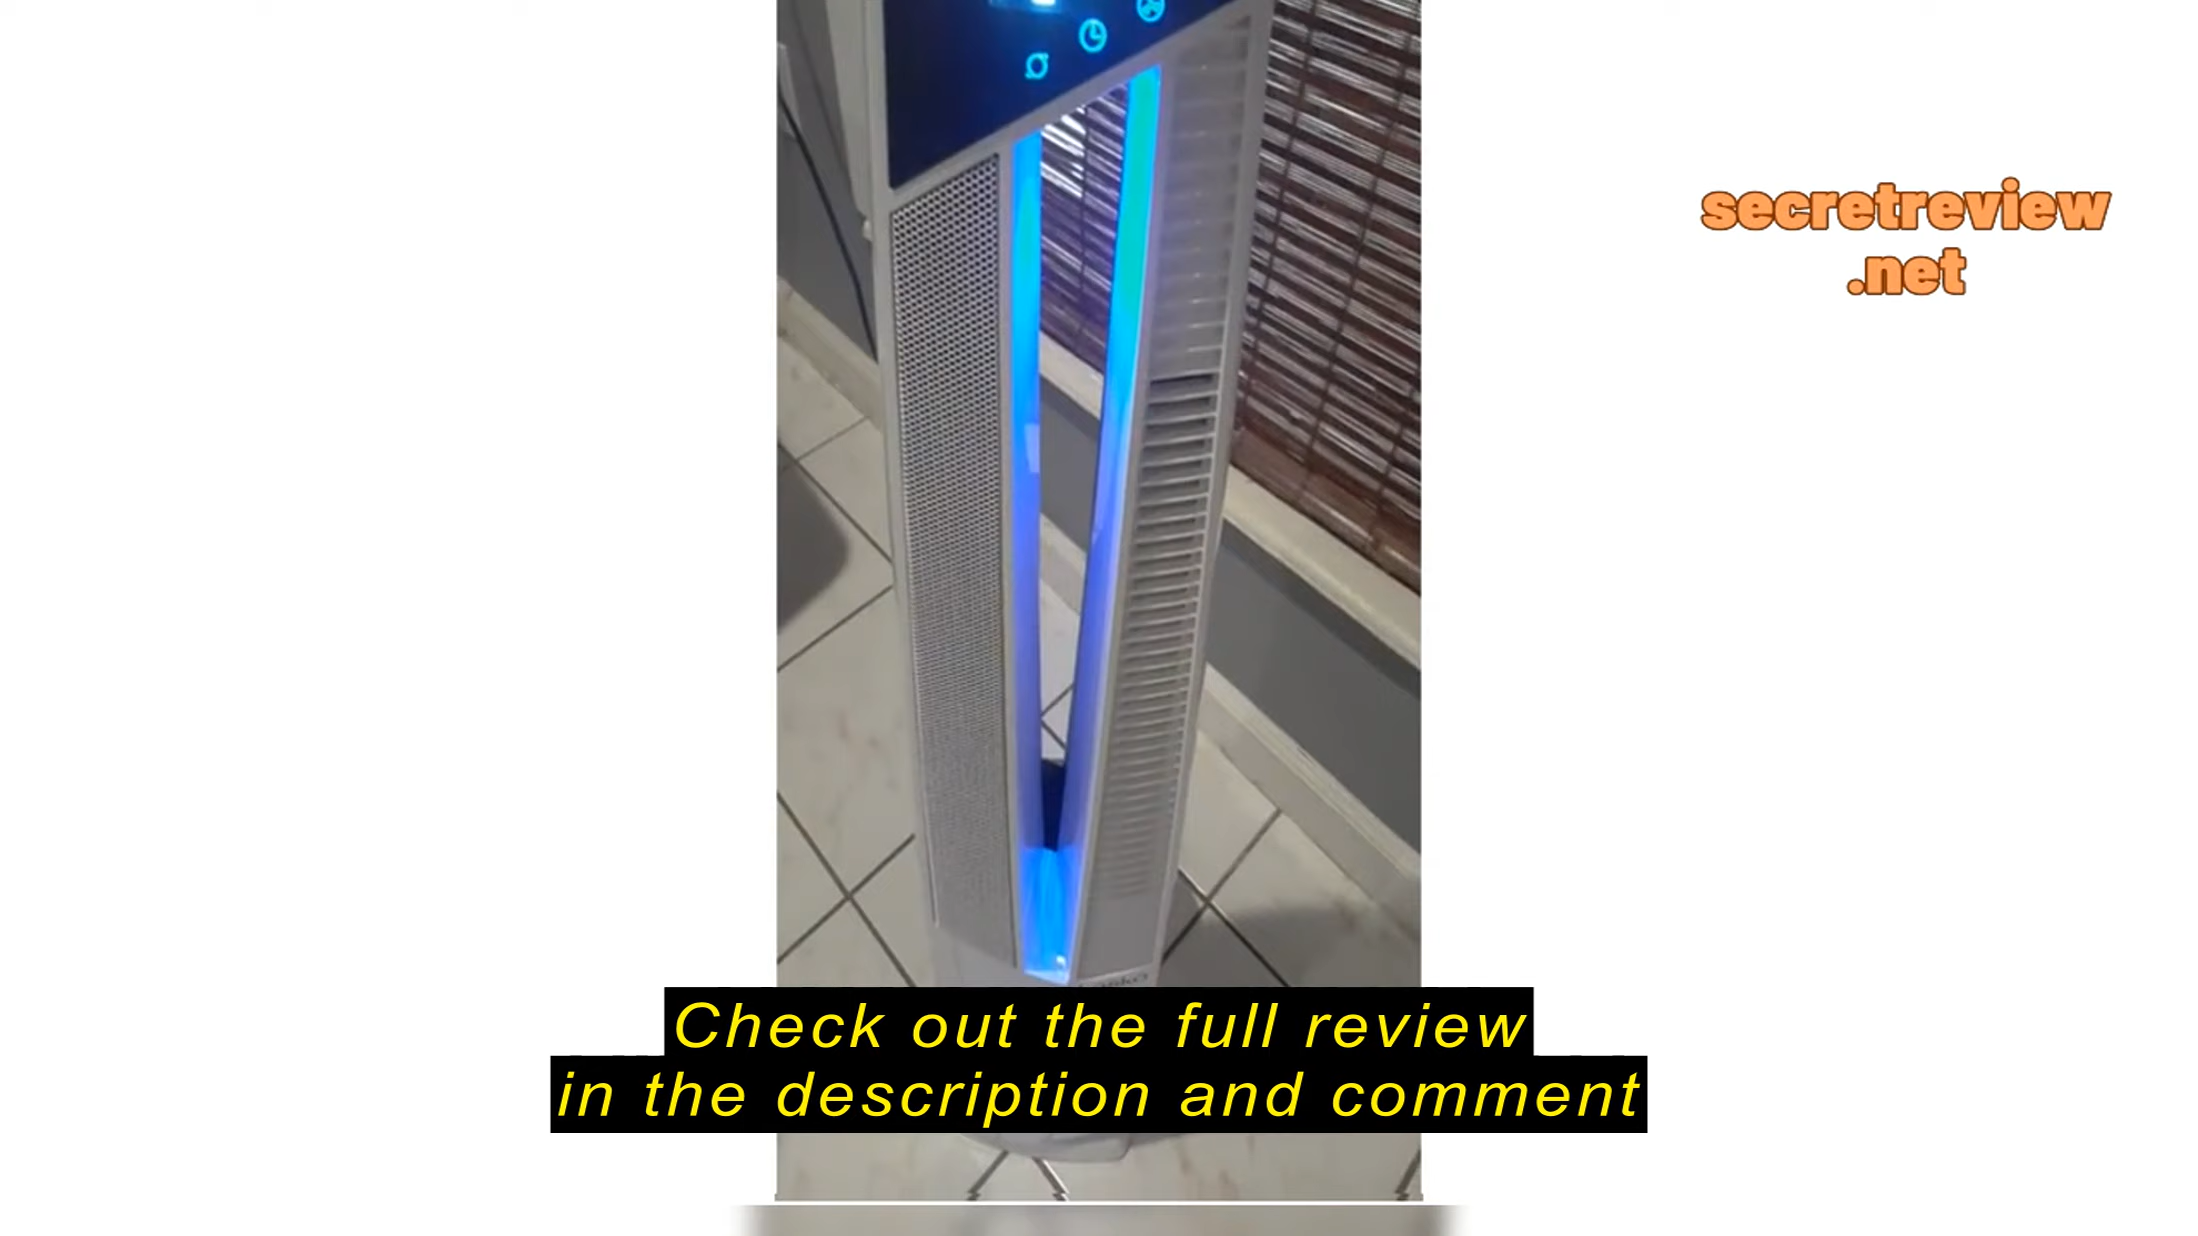 secretreview
.net
Check out the full review
in the description and comment